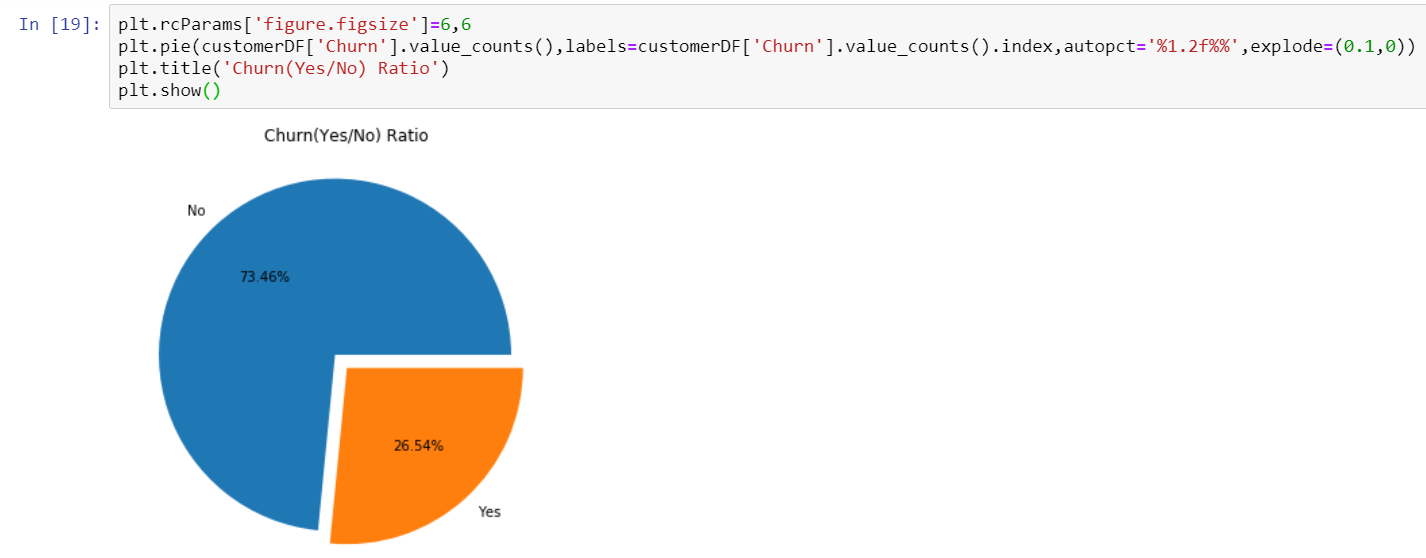 In [19]: plt.rcParams['figure.figsize']=6,6
plt.pie(customerDF['Churn'].value_counts(),labels=customerDF['Churn'].value_counts().index,autopct='%1.2f%%',explode=(0.1,0))
plt.title('Churn(Yes/No) Ratio')
plt.show()
Churn(Yes/No) Ratio
No
73.46%
26.54%
Yes